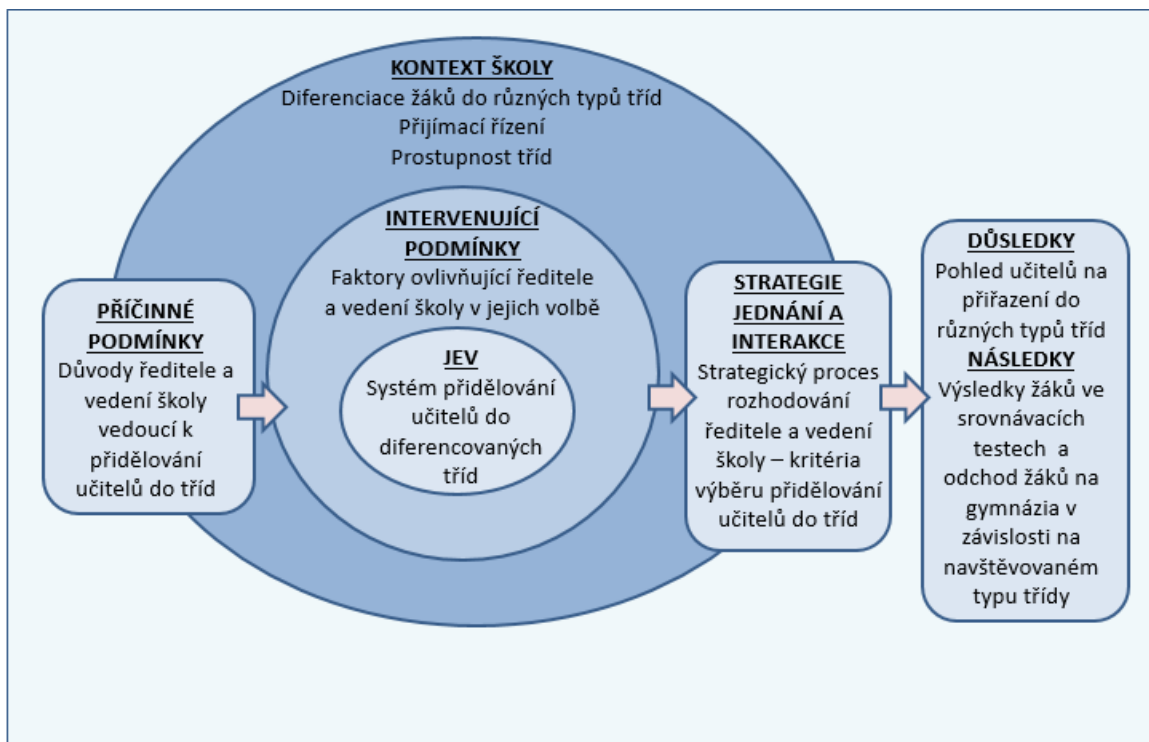 KONTEXT ŠKOLY
Diferenciace žáků do různých typů tříd
Přijímací řízení
Prostupnost tříd
INTERVENUJÍCÍ
PODMÍNKY
Faktory ovlivňující ředitele
a vedení školy v jejich volbě
JEV
Systém přidělování
učitelů do
diferencovaných
tříd
PŘÍČINNÉ
PODMÍNKY
Důvody ředitele a
vedení školy
vedoucí k
přidělování
učitelů do tříd
STRATEGIE
JEDNÁNÍ A
INTERAKCE
Strategický proces
rozhodování
ředitele a vedení
školy – kritéria
výběru přidělování
učitelů do tříd
DŮSLEDKY
Pohled učitelů na
přiřazení do
různých typů tříd
NÁSLEDKY
Výsledky žáků ve
srovnávacích
testech a
odchod žáků na
gymnázia v
závislosti na
navštěvovaném
typu třídy